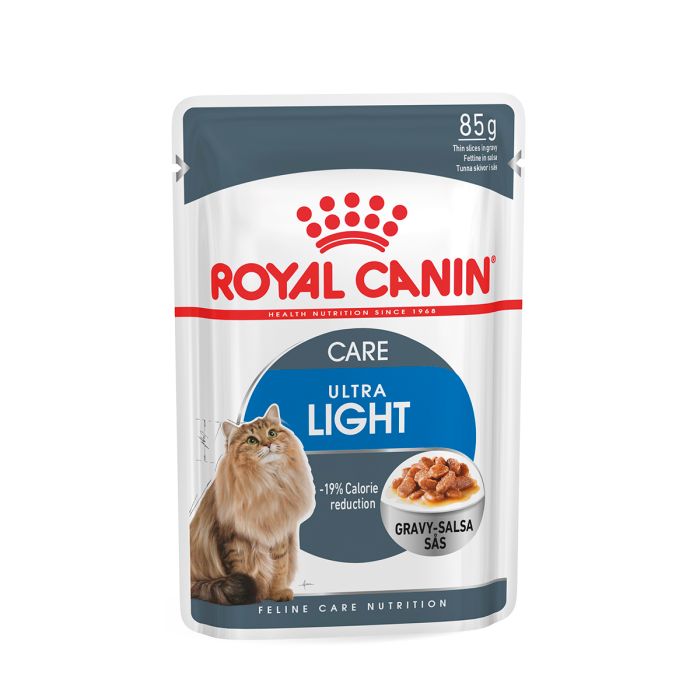 85g
Thin slices in gravy
Fettine in salsa
Tunna skivor i sås
ROYAL CANIN®
HEALTH NUTRITION SINCE 1968
CARE
ULTRA
LIGHT
-19% Calorie
reduction
GRAVY-SALSA
SÅS
FELINE CARE NUTRITION